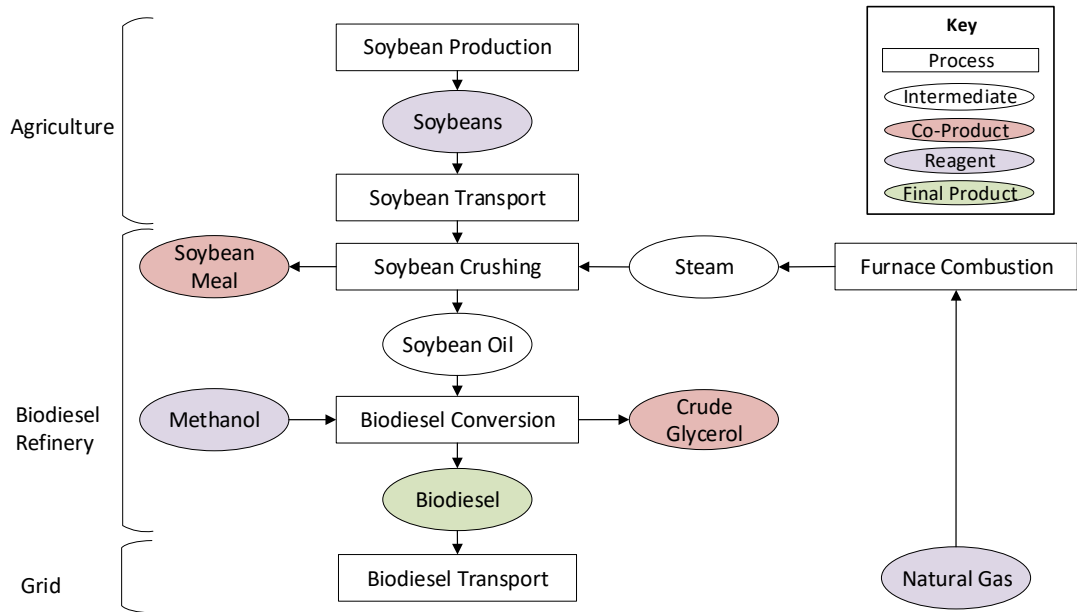 Soybean Production
Key
Process
Intermediate
Co-Product
Reagent
Final Product
Agriculture
Soybeans
Soybean Transport
Soybean
Meal
Soybean Crushing
Steam
Furnace Combustion
Soybean Oil
Biodiesel
Refinery
Methanol
Biodiesel Conversion
Crude
Glycerol
Biodiesel
Grid
Biodiesel Transport
Natural Gas